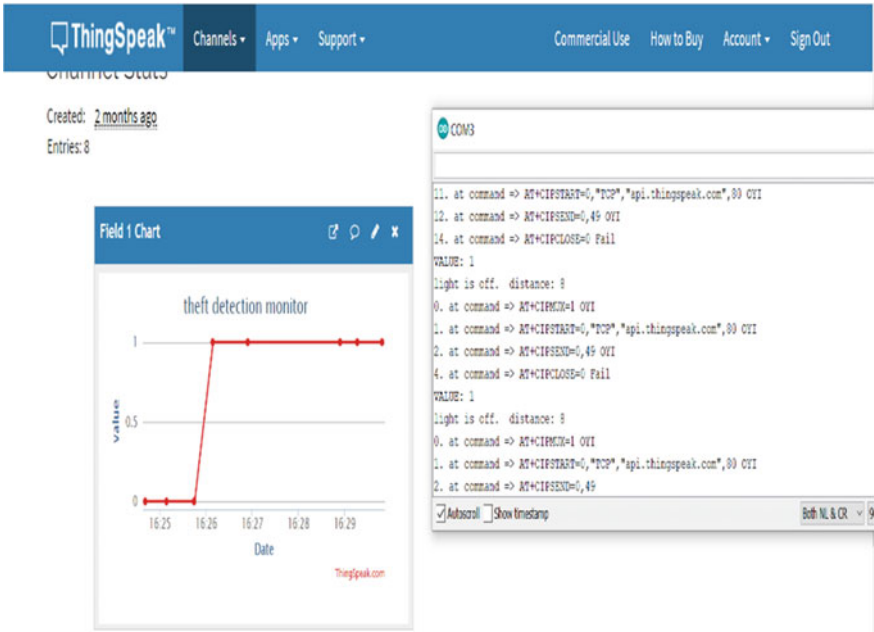 ThingSpeak™ Channels Apps Support Commercial Use How to Buy Account Sign Out
Channel Stats
Created: 2 months ago
Entries: 8
Field 1 Chart
theft detection monitor
1
value
0.5
0
16:25 16:26 16:27 16:28 16:29
Date
ThingSpeak.com
COM3
11. at command => AT+CIPSTART=0,"TCP","api.thingspeak.com",80 OYI
12. at command => AT+CIPSEND=0,49 OYI
14. at command => AT+CIPCLOSE=0 Fail
VALUE: 1
light is off. distance: 8
0. at command => AT+CIPMUX=1 OYI
1. at command => AT+CIPSTART=0,"TCP","api.thingspeak.com",80 OYI
2. at command => AT+CIPSEND=0,49 OYI
4. at command => AT+CIPCLOSE=0 Fail
VALUE: 1
light is off. distance: 8
0. at command => AT+CIPMUX=1 OYI
1. at command => AT+CIPSTART=0,"TCP","api.thingspeak.com",80 OYI
2. at command => AT+CIPSEND=0,49
Autoscroll Show timestamp Both NL & CR